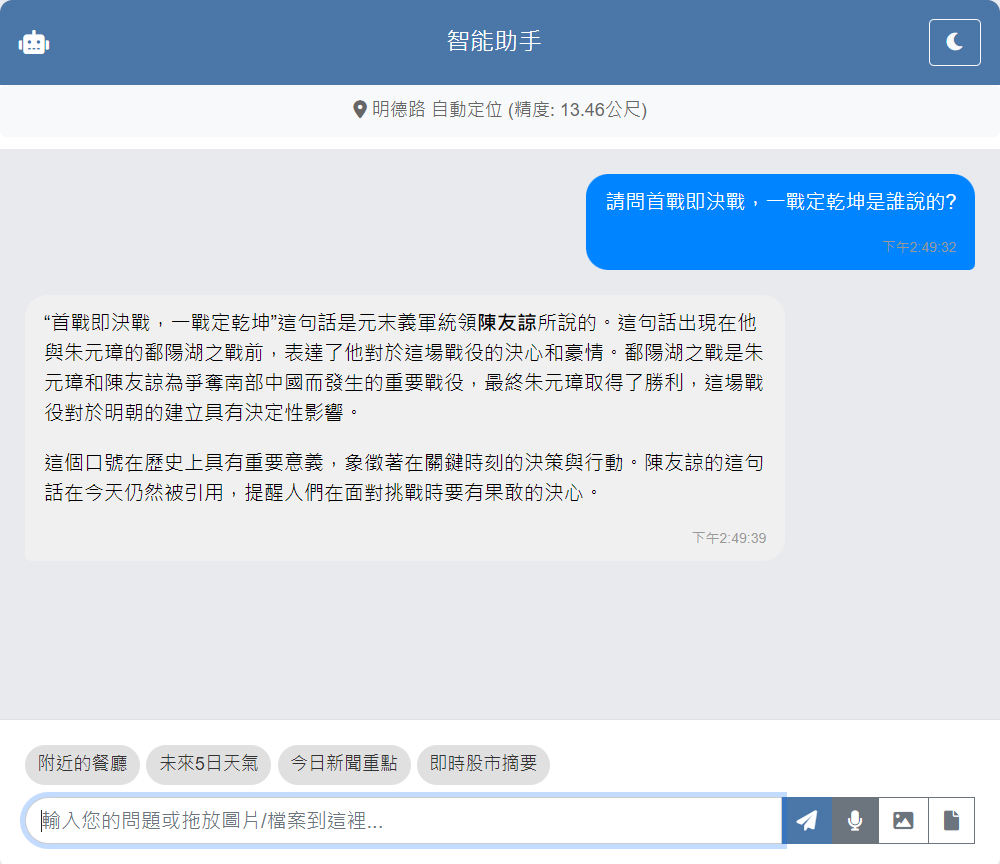 智能助手
明德路 自動定位 (精度: 13.46公尺)
請問首戰即決戰，一戰定乾坤是誰說的?
下午2:49:32
“首戰即決戰，一戰定乾坤”這句話是元末義軍統領陳友諒所說的。這句話出現在他
與朱元璋的鄱陽湖之戰前，表達了他對於這場戰役的決心和豪情。鄱陽湖之戰是朱
元璋和陳友諒為爭奪南部中國而發生的重要戰役，最終朱元璋取得了勝利，這場戰
役對於明朝的建立具有決定性影響。
這個口號在歷史上具有重要意義，象徵著在關鍵時刻的決策與行動。陳友諒的這句
話在今天仍然被引用，提醒人們在面對挑戰時要有果敢的決心。
下午2:49:39
附近的餐廳 未來5日天氣 今日新聞重點 即時股市摘要
輸入您的問題或拖放圖片/檔案到這裡...